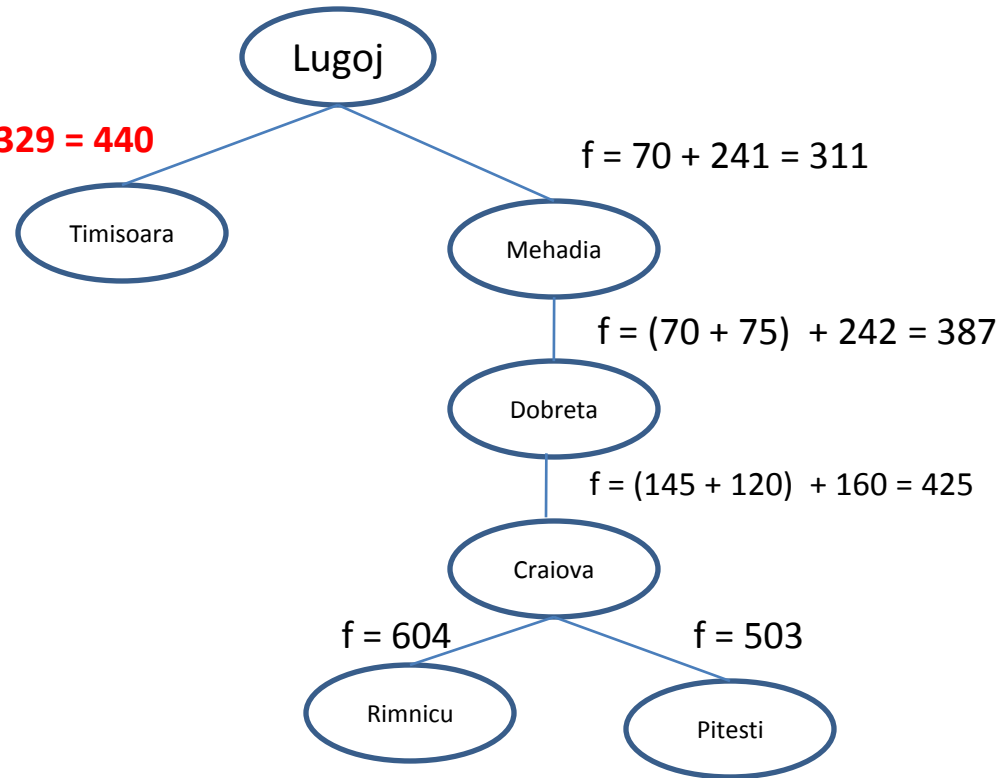 Lugoj
329 = 440
f = 70 + 241 = 311
Timisoara
Mehadia
f = (70 + 75) + 242 = 387
Dobreta
f = (145 + 120) + 160 = 425
Craiova
f = 604
f = 503
Rimnicu
Pitesti